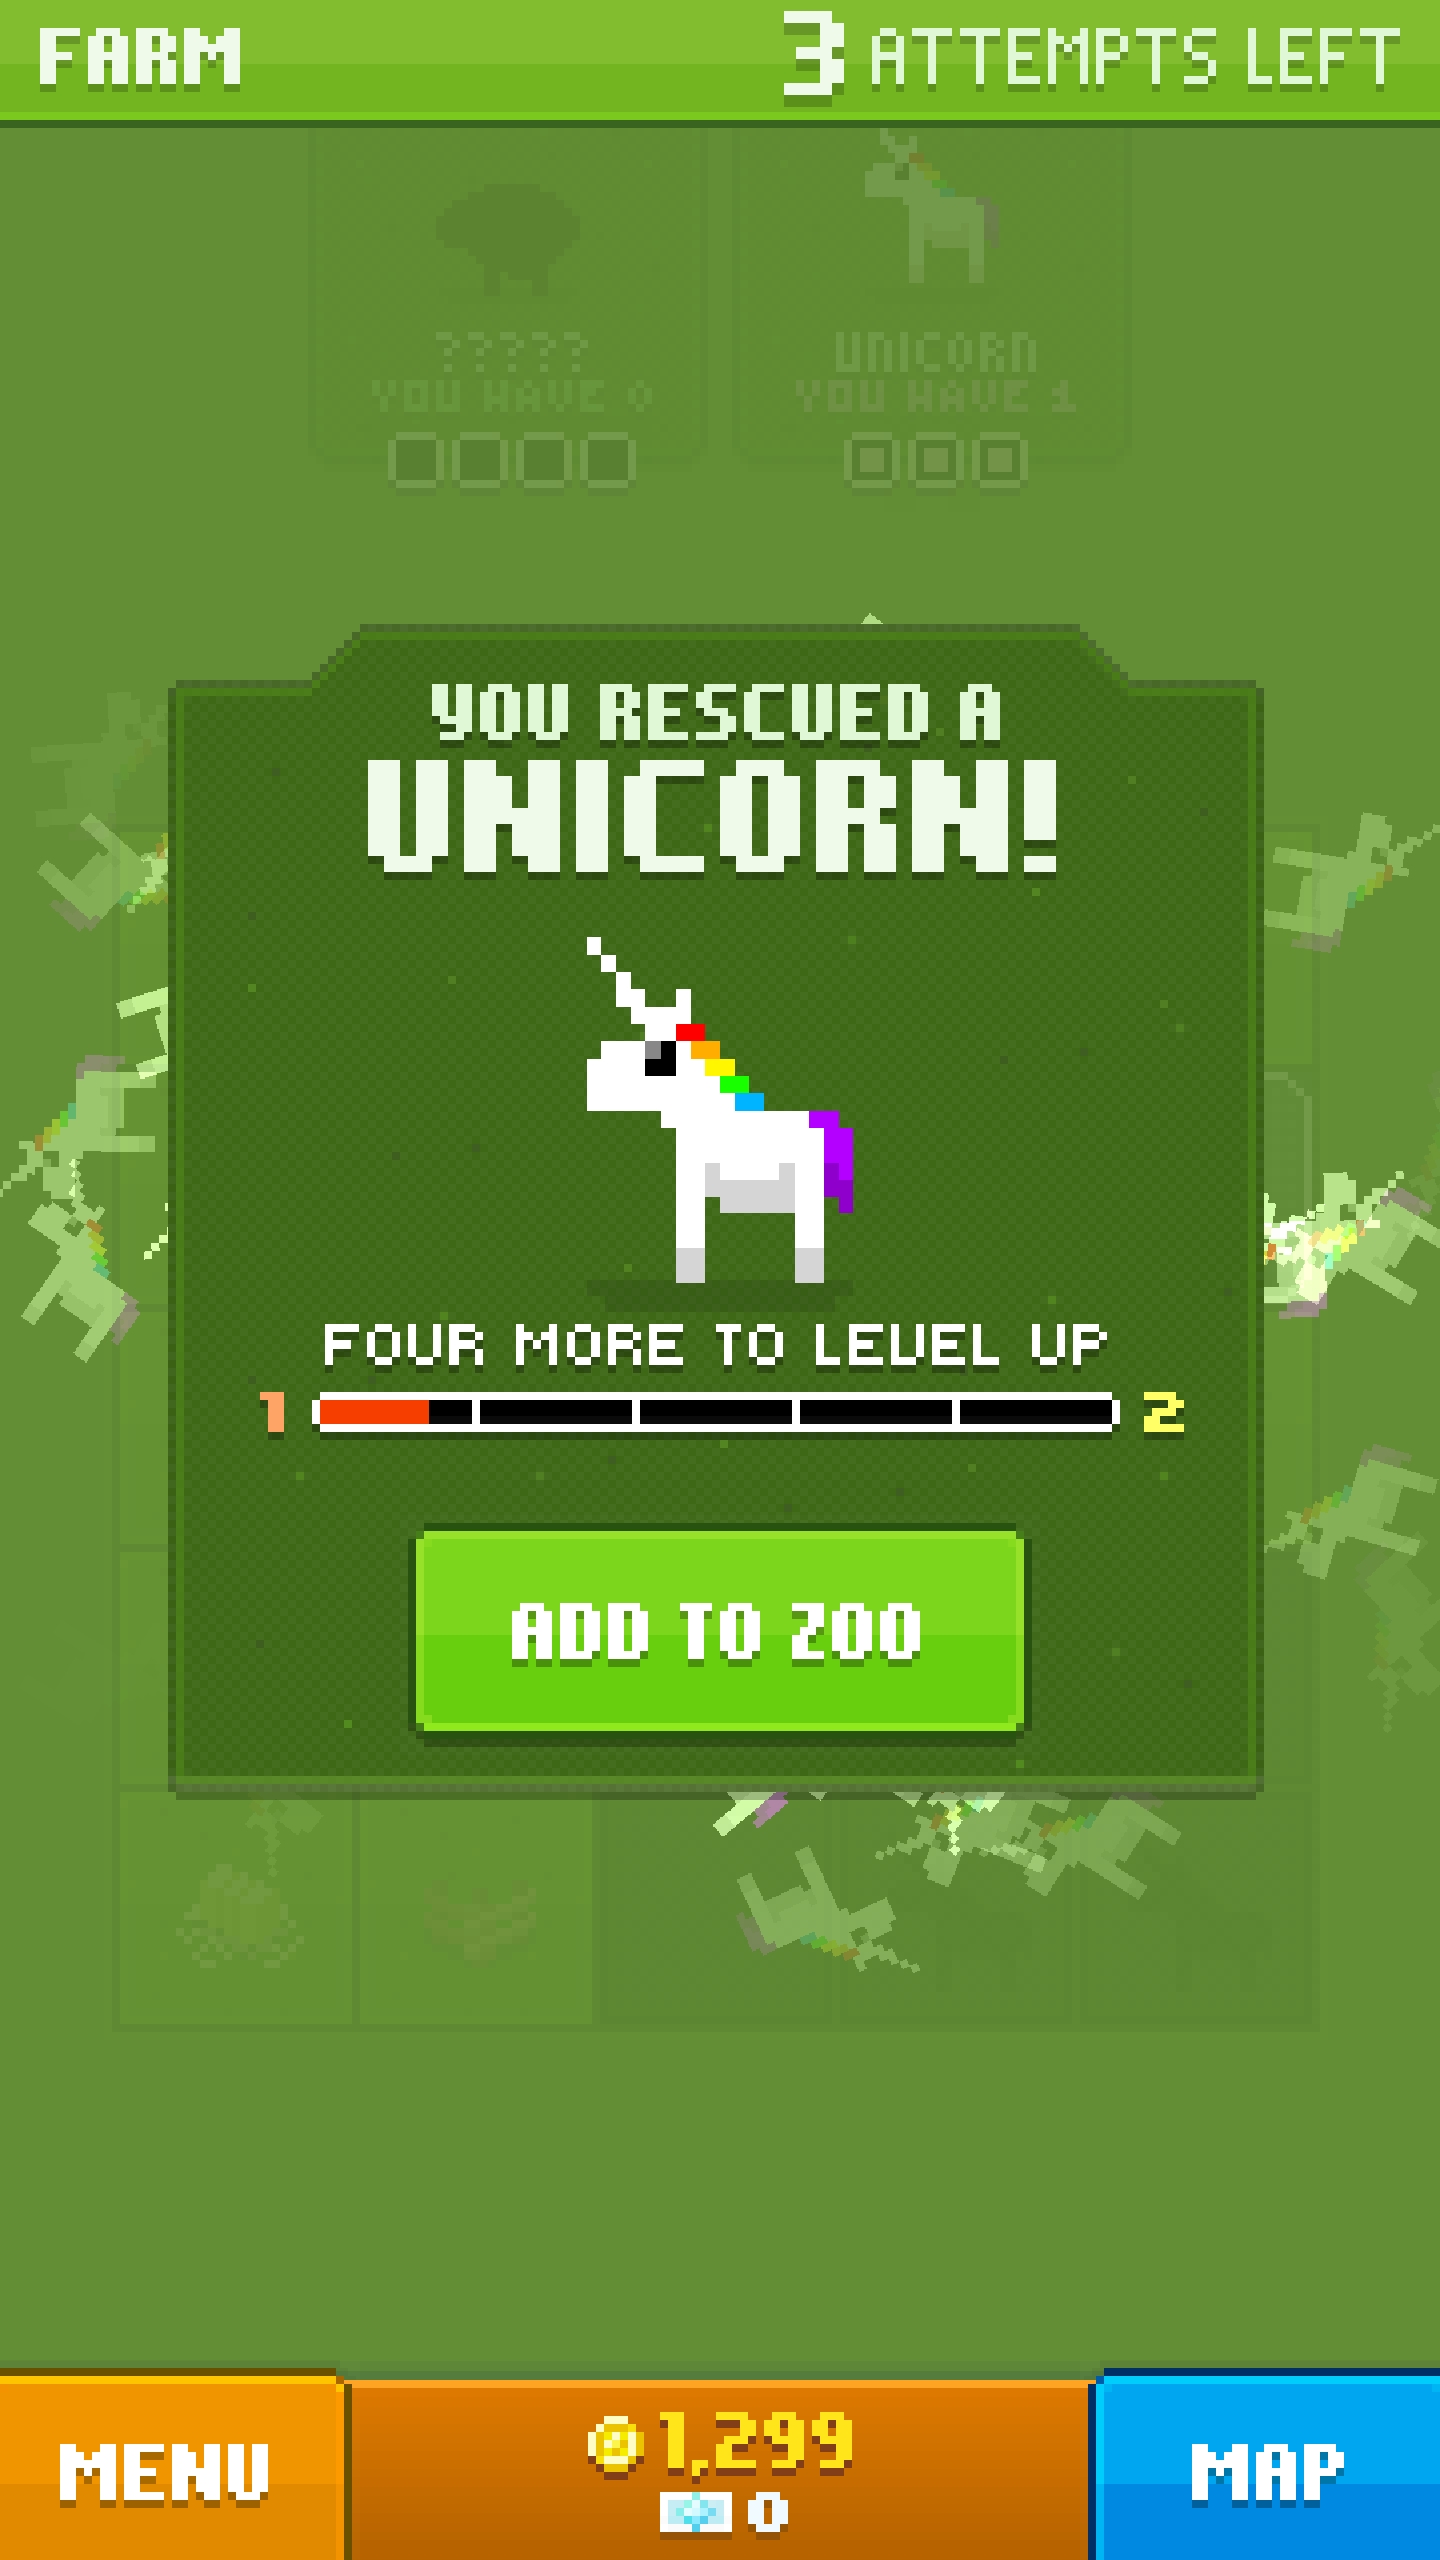 FARM
3 ATTEMPTS LEFT
?????
YOU HAVE 0
UNICORN
YOU HAVE 1
YOU RESCUED A
UNICORN!
FOUR MORE TO LEVEL UP
1
2
ADD TO ZOO
MENU
1,299
0
MAP